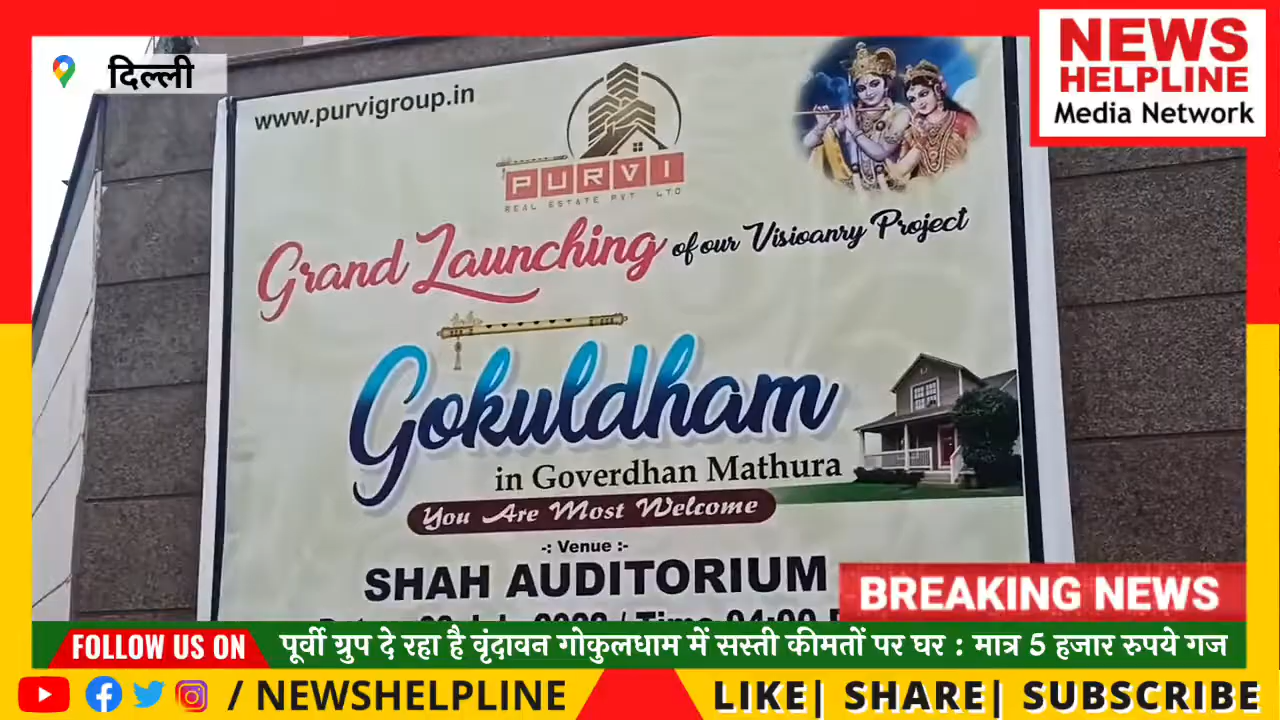 दिल्ली
NEWS
HELPLINE
Media Network
www.purvigroup.in
PURVI
REAL ESTATE PVT. LTD
Grand Launching of our Visioanry Project
Gokuldham
in Goverdhan Mathura
You Are Most Welcome
-: Venue :-
SHAH AUDITORIUM
BREAKING NEWS
FOLLOW US ON
पूर्वी ग्रुप दे रहा है वृंदावन गोकुलधाम में सस्ती कीमतों पर घर : मात्र 5 हजार रुपये गज
/ NEWSHELPLINE
LIKE| SHARE| SUBSCRIBE